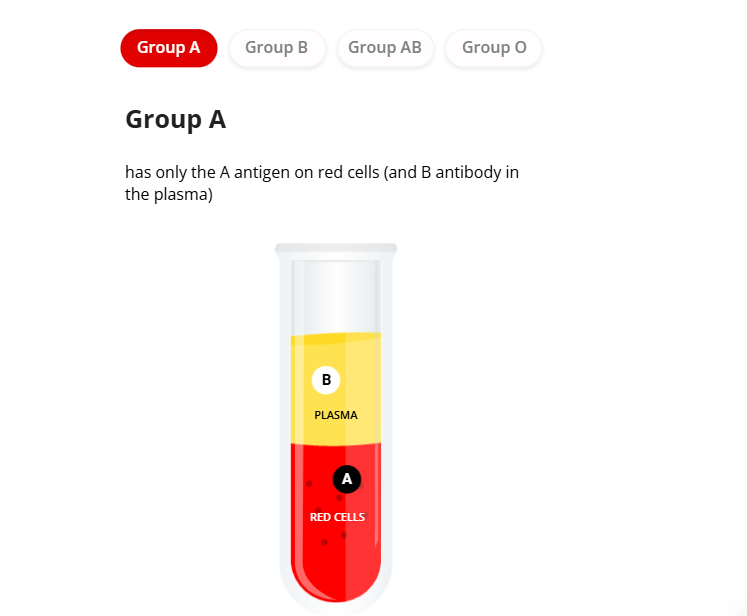 Group A
Group B
Group AB
Group O
Group A
has only the A antigen on red cells (and B antibody in
the plasma)
B
PLASMA
A
RED CELLS